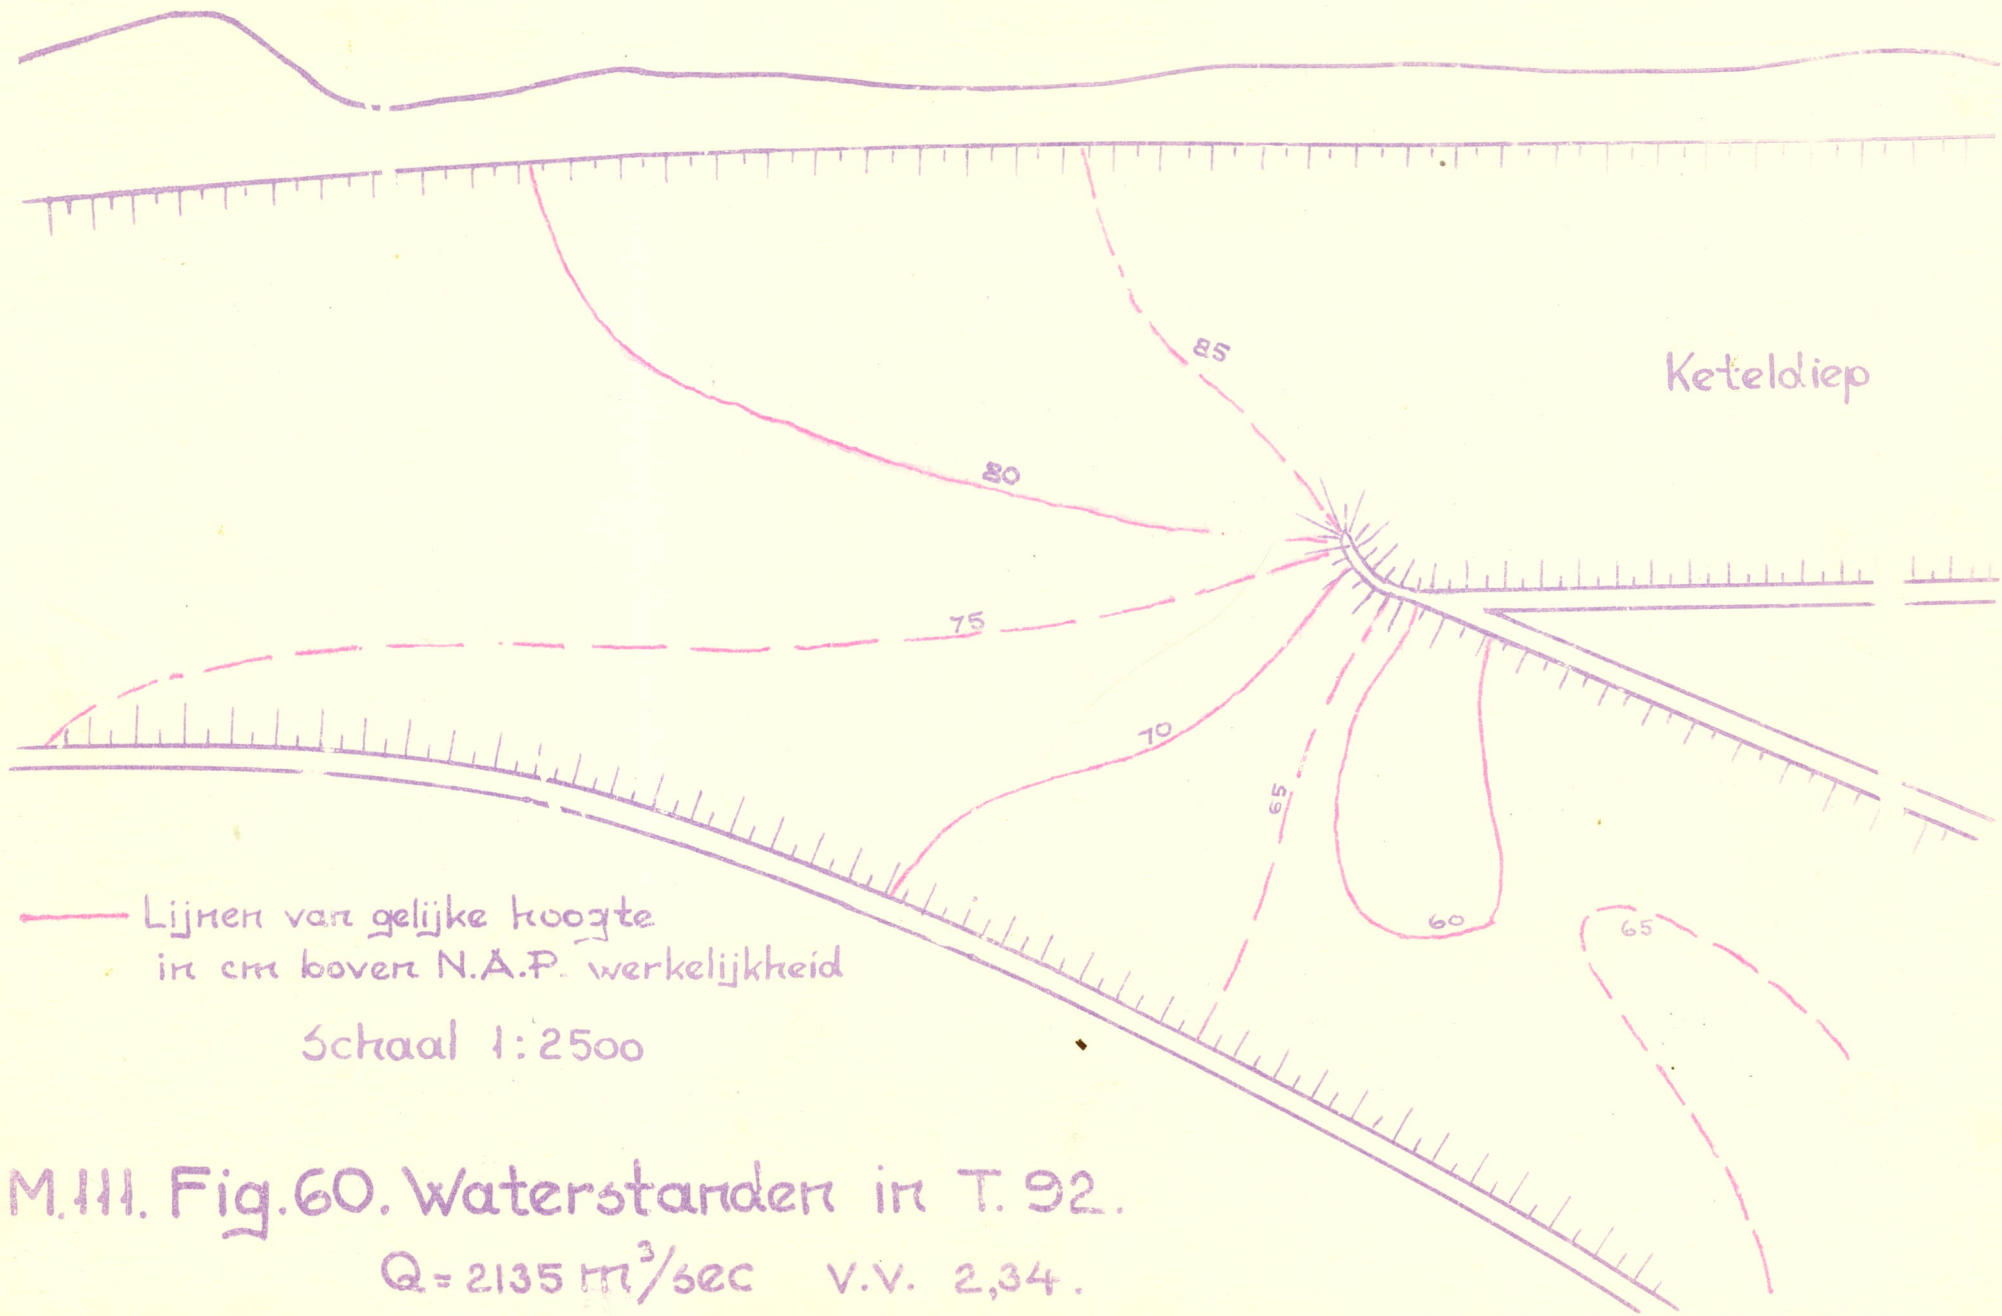 85
Keteldiep
80
75
70
65
60
65
Lijnen van gelijke hoogte
in cm boven N.A.P. werkelijkheid
Schaal 1:2500
M.III. Fig.60. Waterstanden in T. 92.
Q = 2135 m³/sec V.V. 2,34.